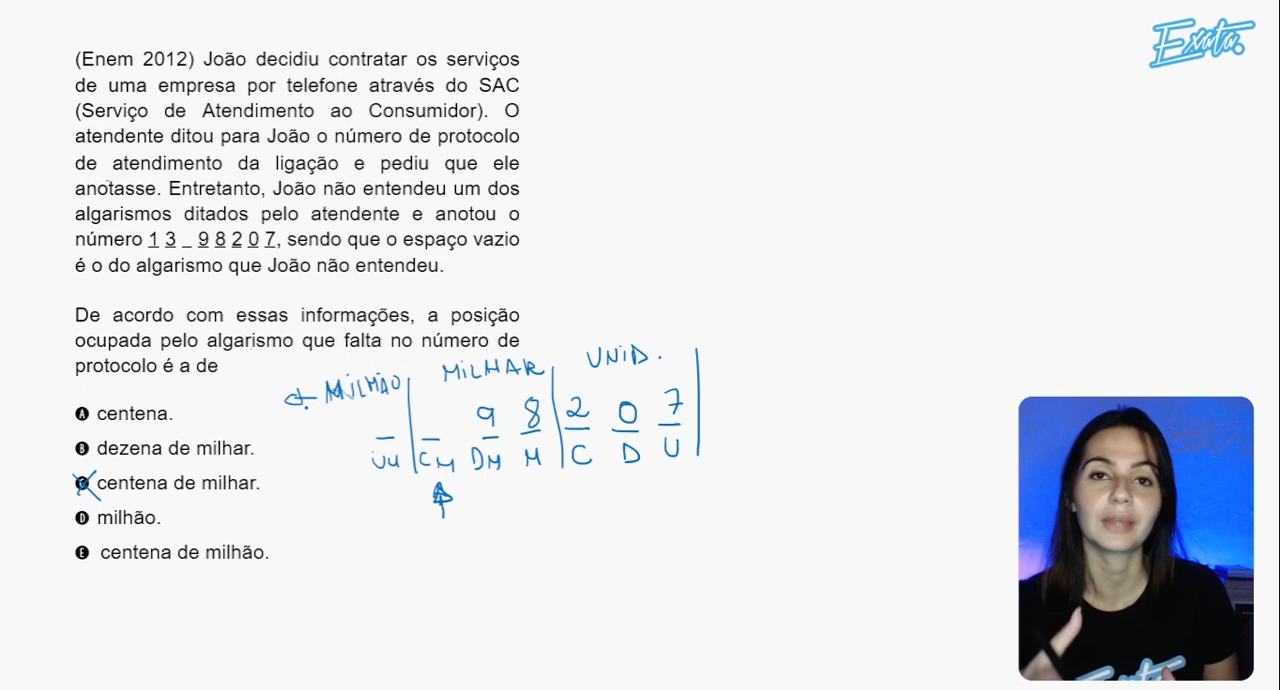 Exata.
(Enem 2012) João decidiu contratar os serviços
de uma empresa por telefone através do SAC
(Serviço de Atendimento ao Consumidor). O
atendente ditou para João o número de protocolo
de atendimento da ligação e pediu que ele
anotasse. Entretanto, João não entendeu um dos
algarismos ditados pelo atendente e anotou o
número 1 3 _ 9 8 2 0 7, sendo que o espaço vazio
é o do algarismo que João não entendeu.
De acordo com essas informações, a posição
ocupada pelo algarismo que falta no número de
protocolo é a de
A centena.
B dezena de milhar.
C centena de milhar.
D milhão.
E centena de milhão.
MILHÃO MILHAR UNID.
_ _ 9 8 2 0 7
UM CM DM M C D U